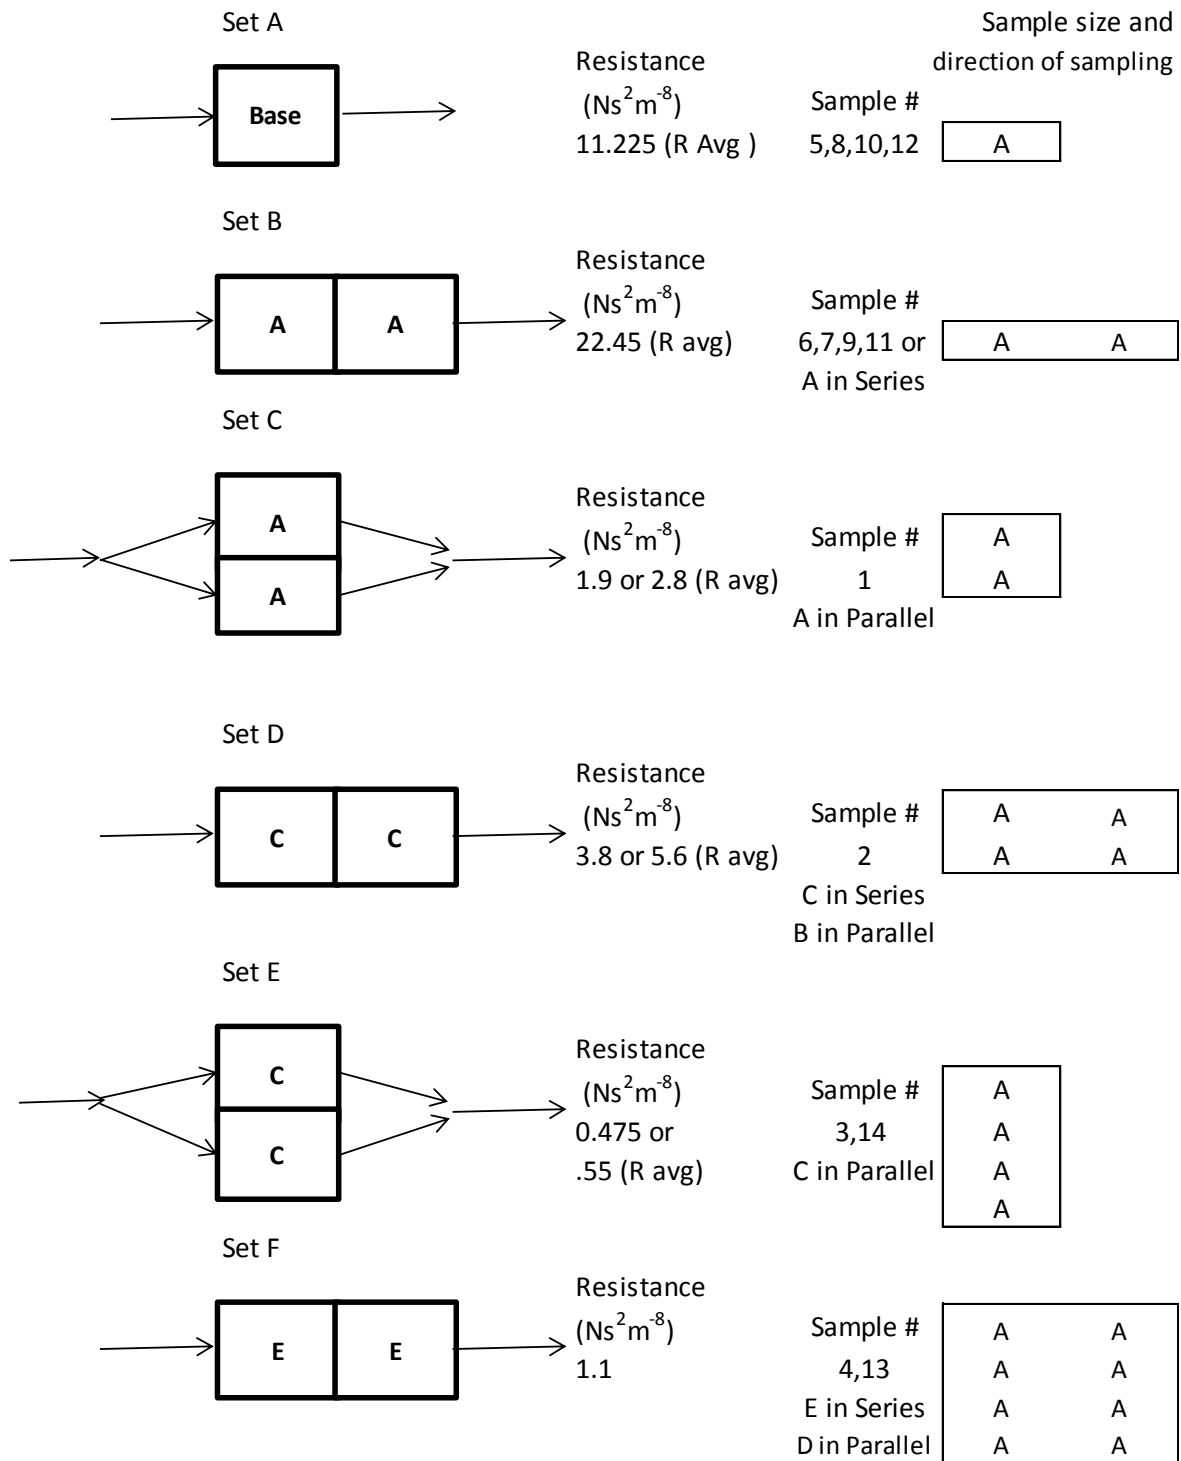 Set A
Sample size and
direction of sampling
Resistance
(Ns²m⁻⁸)
Sample #
Base
11.225 (R Avg )
5,8,10,12
A
Set B
Resistance
(Ns²m⁻⁸)
Sample #
A A
22.45 (R avg)
6,7,9,11 or
A A
A in Series
Set C
Resistance
A
(Ns²m⁻⁸)
Sample #
A
A
1.9 or 2.8 (R avg)
1
A
A in Parallel
Set D
Resistance
(Ns²m⁻⁸)
Sample #
A A
C C
3.8 or 5.6 (R avg)
2
A A
C in Series
B in Parallel
Set E
Resistance
C
(Ns²m⁻⁸)
Sample #
A
0.475 or
3,14
A
C
.55 (R avg)
C in Parallel
A
A
Set F
Resistance
(Ns²m⁻⁸)
Sample #
A A
E E
1.1
4,13
A A
E in Series
A A
D in Parallel
A A